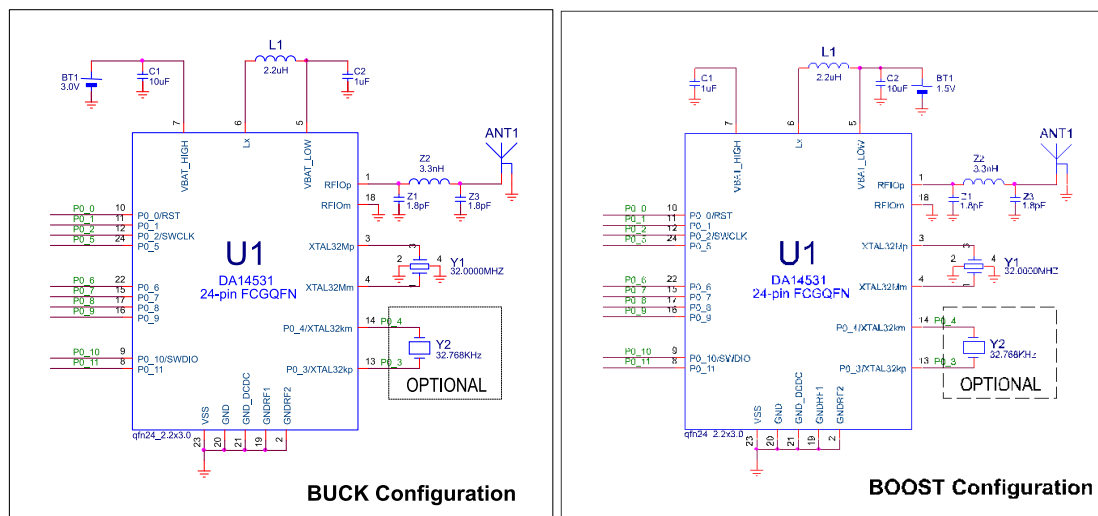 L1
2.2uH
BT1
3.0V
C1
10uF
C2
1uF
7
6
5
VBAT_HIGH
Lx
VBAT_LOW
ANT1
Z2
3.3nH
1
RFIOp
18
RFIOm
Z1
1.8pF
Z3
1.8pF
P0_0
10
P0_0/RST
P0_1
11
P0_1
P0_2
12
P0_2/SWCLK
P0_5
24
P0_5
U1
DA14531
24-pin FCGQFN
3
XTAL32Mp
3
2
4
1
Y1
32.0000MHZ
4
XTAL32Mm
P0_6
22
P0_6
P0_7
15
P0_7
P0_8
17
P0_8
P0_9
16
P0_9
14
P0_4
P0_4/XTAL32km
Y2
32.768KHz
13
P0_3
P0_3/XTAL32kp
OPTIONAL
P0_10
9
P0_10/SWDIO
P0_11
8
P0_11
VSS
GND
GND_DCDC
GNDRF1
GNDRF2
qfn24_2.2x3.0
23
20
21
19
2
BUCK Configuration
L1
2.2uH
C1
1uF
C2
10uF
BT1
1.5V
7
6
5
VBAT_HIGH
Lx
VBAT_LOW
ANT1
Z2
3.3nH
1
RFIOp
18
RFIOm
Z1
1.8pF
Z3
1.8pF
P0_0
10
P0_0/RST
P0_1
11
P0_1
P0_2
12
P0_2/SWCLK
24
P0_5
U1
DA14531
24-pin FCGQFN
3
XTAL32Mp
3
2
4
1
Y1
32.0000MHZ
4
XTAL32Mm
P0_6
22
P0_6
P0_7
15
P0_7
P0_8
17
P0_8
P0_9
16
P0_9
14
P0_4
P0_4/XTAL32km
Y2
32.768KHz
13
P0_3
P0_3/XTAL32kp
OPTIONAL
P0_10
9
P0_10/SWDIO
P0_11
8
P0_11
VSS
GND
GND_DCDC
GNDRF1
GNDRF2
qfn24_2.2x3.0
23
20
21
19
2
BOOST Configuration